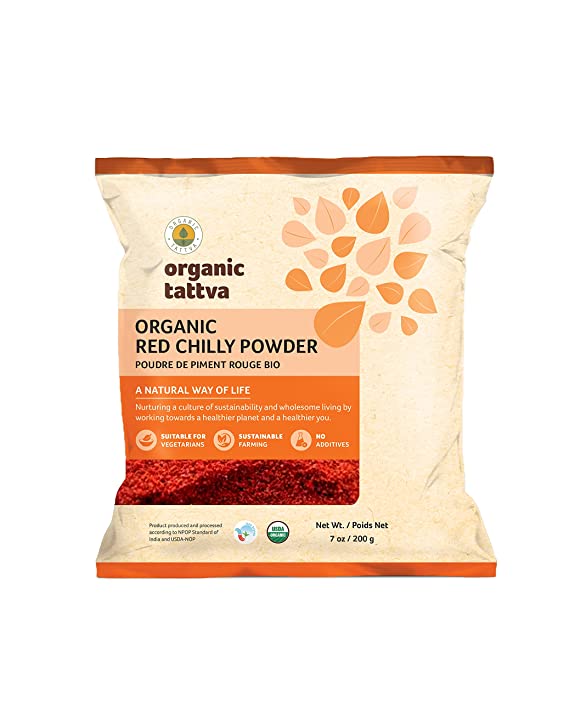 ORGANIC
TATTVA
organic
tattva
ORGANIC
RED CHILLY POWDER
POUDRE DE PIMENT ROUGE BIO
A NATURAL WAY OF LIFE
Nurturing a culture of sustainability and wholesome living by
working towards a healthier planet and a healthier you.
SUITABLE FOR
VEGETARIANS
SUSTAINABLE
FARMING
NO
ADDITIVES
Product produced and processed
according to NPOP Standard of
India and USDA-NOP
USDA
ORGANIC
Net Wt. / Poids Net
7 oz / 200 g